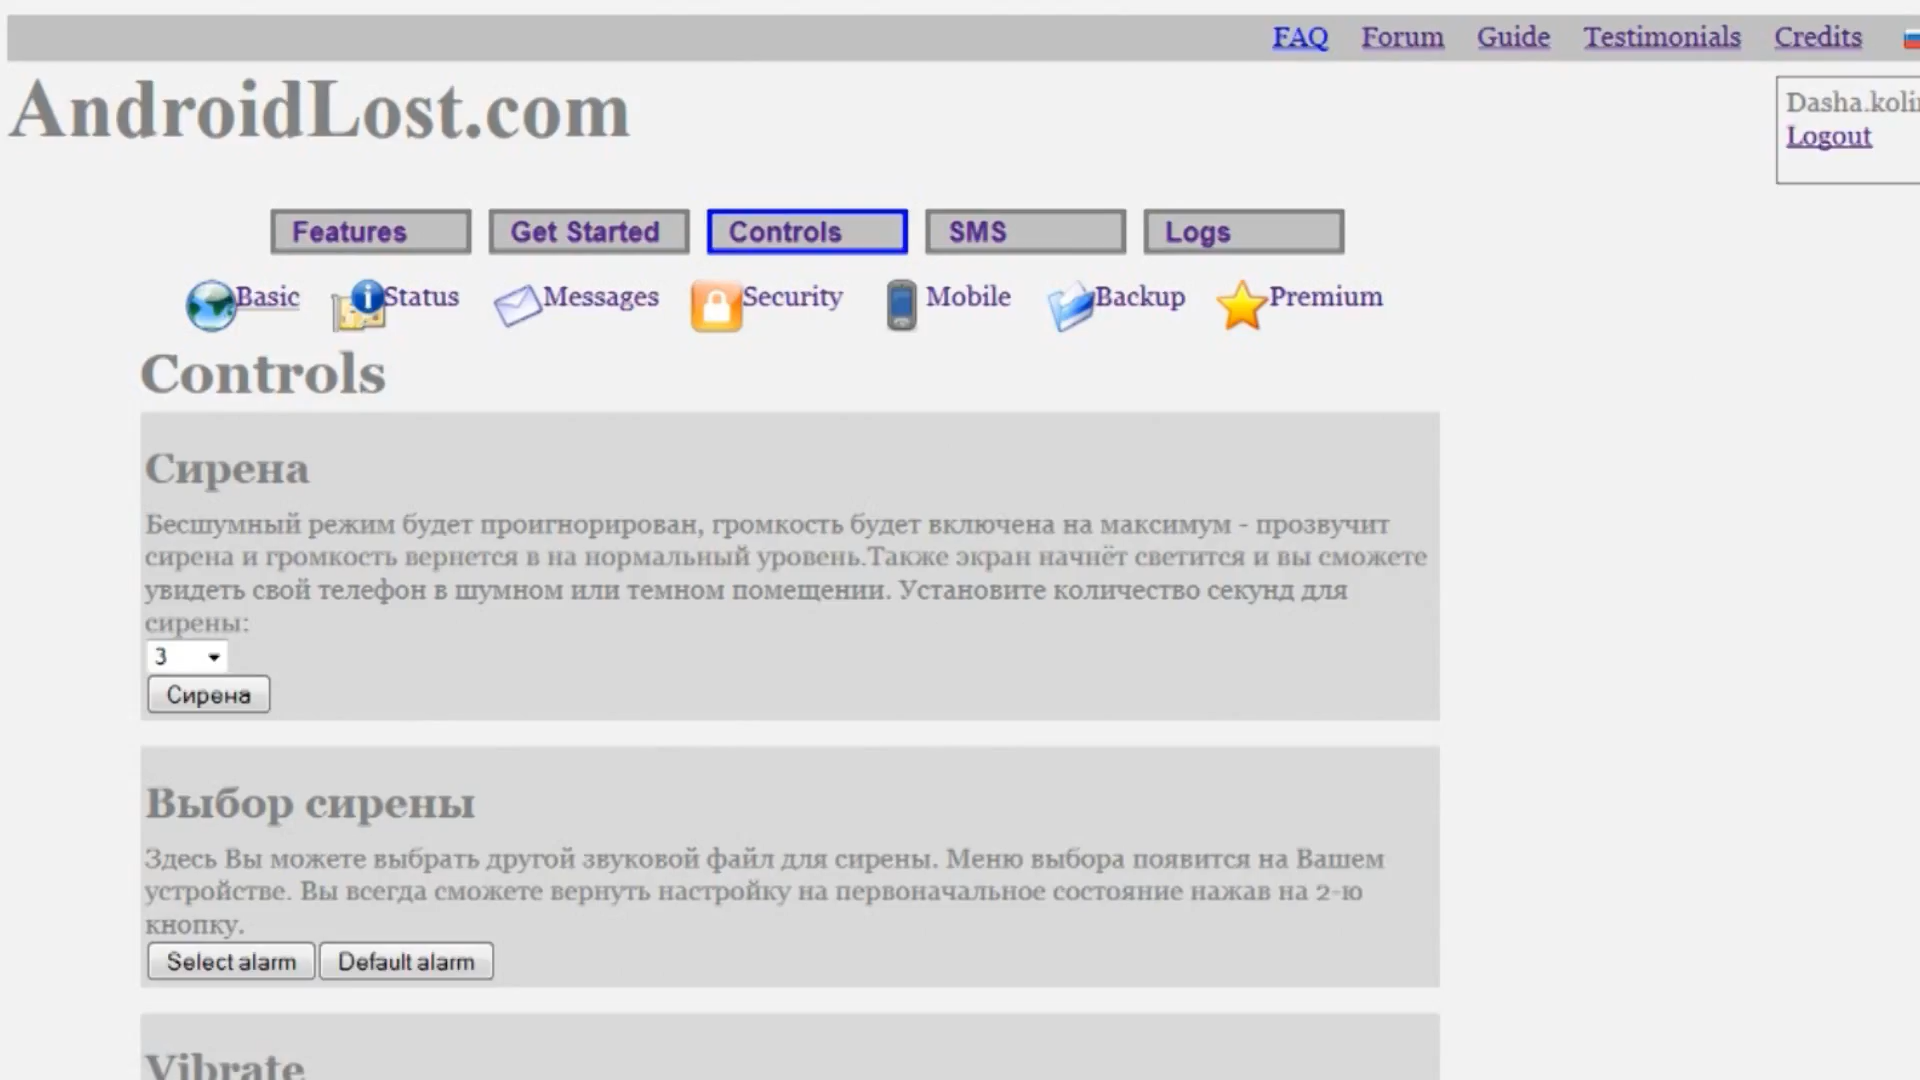 FAQ Forum Guide Testimonials Credits
AndroidLost.com
Logout
Features Get Started Controls SMS Logs
Basic Status Messages Security Mobile Backup Premium
Controls
Сирена
Бесшумный режим будет проигнорирован, громкость будет включена на максимум - прозвучит
сирена и громкость вернется в на нормальный уровень.Также экран начнёт светится и вы сможете
увидеть свой телефон в шумном или темном помещении. Установите количество секунд для
сирены:
3
Сирена
Выбор сирены
Здесь Вы можете выбрать другой звуковой файл для сирены. Меню выбора появится на Вашем
устройстве. Вы всегда сможете вернуть настройку на первоначальное состояние нажав на 2-ю
кнопку.
Select alarm Default alarm
Vibrate